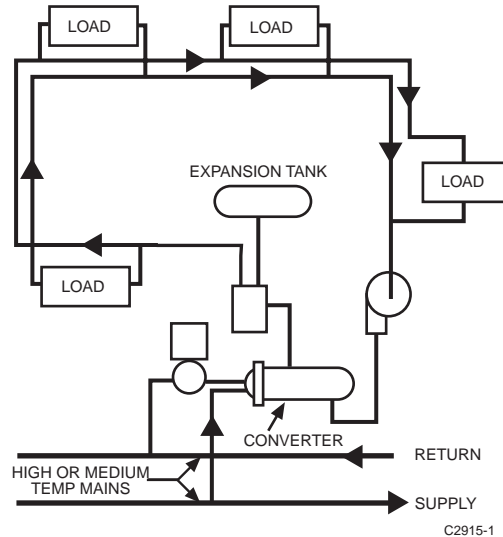 LOAD
LOAD
EXPANSION TANK
LOAD
LOAD
CONVERTER
RETURN
HIGH OR MEDIUM
TEMP MAINS
SUPPLY
C2915-1